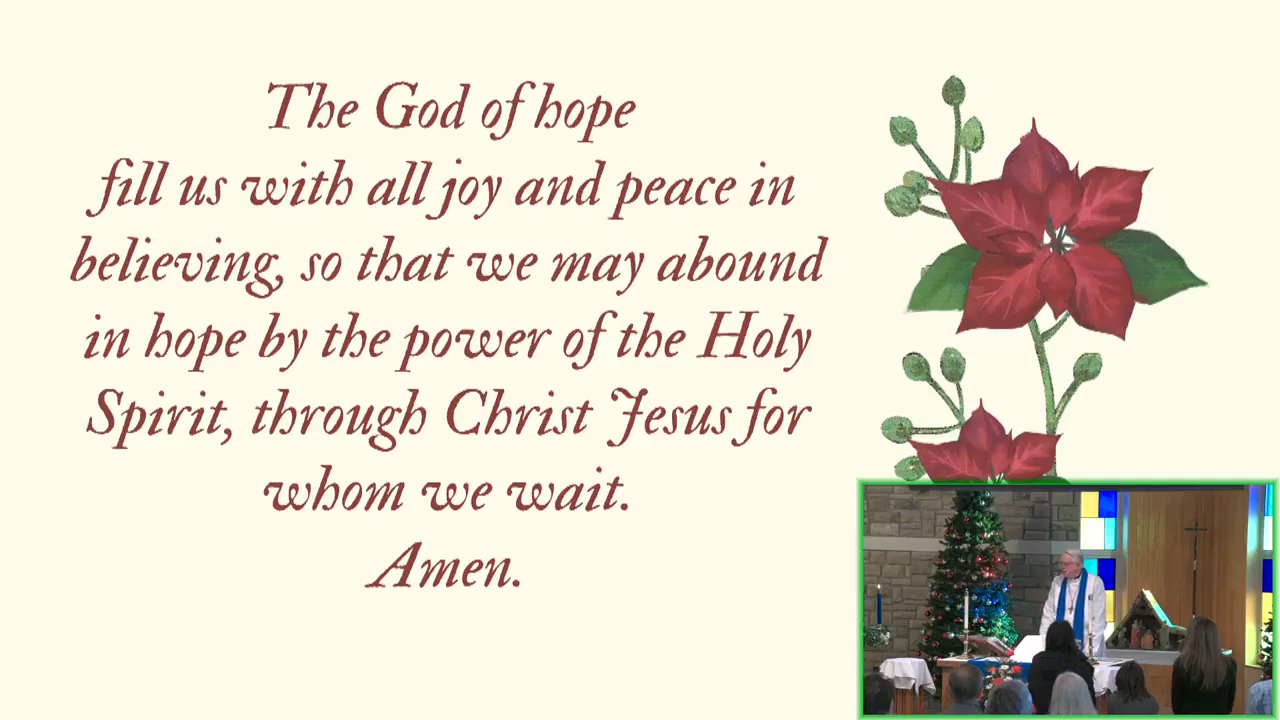 The God of hope
fill us with all joy and peace in
believing, so that we may abound
in hope by the power of the Holy
Spirit, through Christ Jesus for
whom we wait.
Amen.